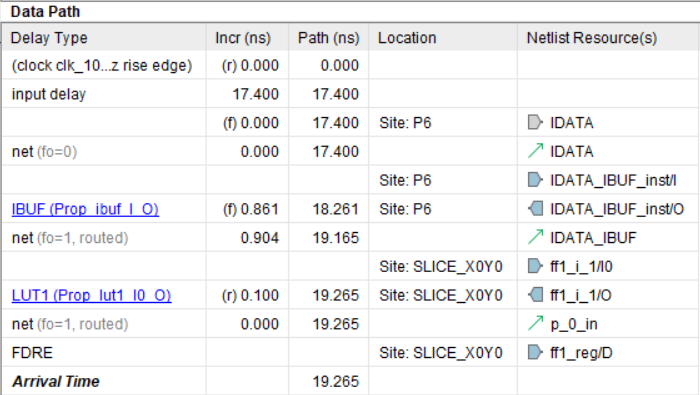 Data Path
Delay Type Incr (ns) Path (ns) Location Netlist Resource(s)
(clock clk_10...z rise edge) (r) 0.000 0.000
input delay 17.400 17.400
(f) 0.000 17.400 Site: P6 IDATA
net (fo=0) 0.000 17.400 IDATA
Site: P6 IDATA_IBUF_inst/I
IBUF (Prop_ibuf_I_O) (f) 0.861 18.261 Site: P6 IDATA_IBUF_inst/O
net (fo=1, routed) 0.904 19.165 IDATA_IBUF
Site: SLICE_X0Y0 ff1_i_1/I0
LUT1 (Prop_lut1_I0_O) (r) 0.100 19.265 Site: SLICE_X0Y0 ff1_i_1/O
net (fo=1, routed) 0.000 19.265 p_0_in
FDRE Site: SLICE_X0Y0 ff1_reg/D
Arrival Time 19.265